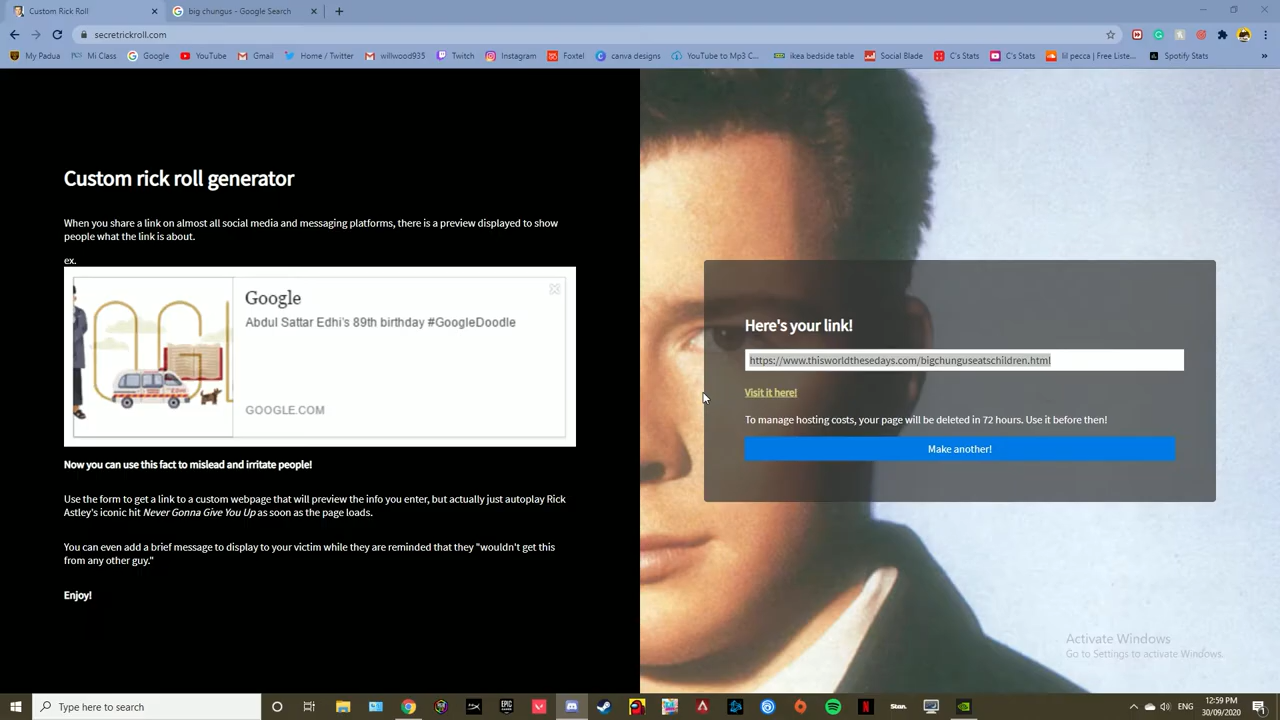 Custom Rick Roll
big chungus - Google Search
secretrickroll.com
My Padua
Mi Class
Google
YouTube
Gmail
Home / Twitter
willwood935
Twitch
Instagram
Foxtel
canva designs
YouTube to Mp3 C...
ikea bedside table
Social Blade
C's Stats
C's Stats
lil pecca | Free Liste...
Spotify Stats
Custom rick roll generator
When you share a link on almost all social media and messaging platforms, there is a preview displayed to show
people what the link is about.
ex.
Google
Abdul Sattar Edhi's 89th birthday #GoogleDoodle
GOOGLE.COM
Now you can use this fact to mislead and irritate people!
Use the form to get a link to a custom webpage that will preview the info you enter, but actually just autoplay Rick
Astley's iconic hit Never Gonna Give You Up as soon as the page loads.
You can even add a brief message to display to your victim while they are reminded that they "wouldn't get this
from any other guy."
Enjoy!
Here's your link!
https://www.thisworldthesedays.com/bigchunguseatschildren.html
Visit it here!
To manage hosting costs, your page will be deleted in 72 hours. Use it before then!
Make another!
Activate Windows
Go to Settings to activate Windows.
Type here to search
EPIC
Stan.
ENG
12:59 PM
30/09/2020